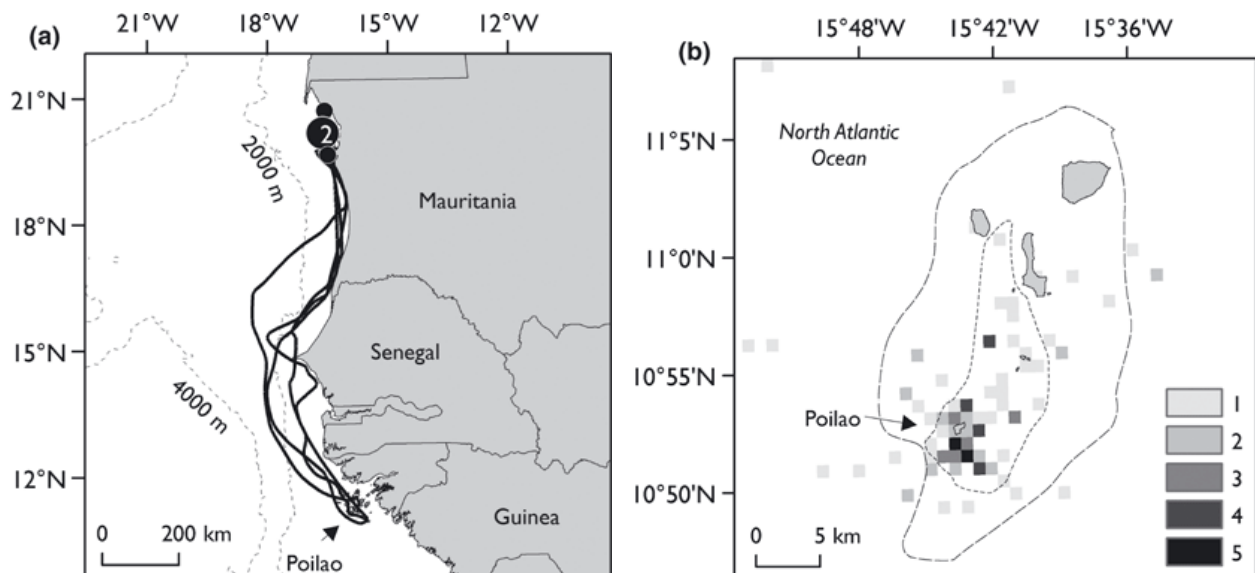 (a)
21°W 18°W 15°W 12°W
21°N
18°N
15°N
12°N
2000 m
4000 m
2
Mauritania
Senegal
Guinea
Poilao
0 200 km
(b)
15°48'W 15°42'W 15°36'W
11°5'N
11°0'N
10°55'N
10°50'N
North Atlantic
Ocean
Poilao
0 5 km
1
2
3
4
5